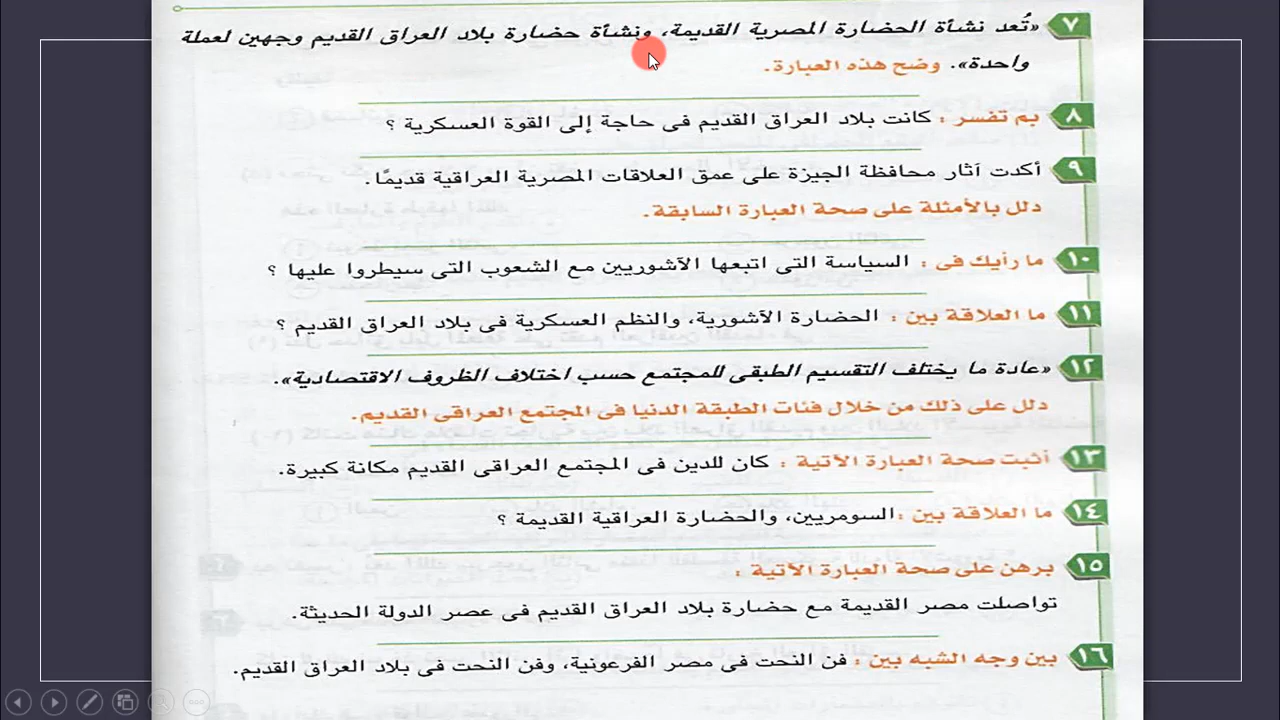 ٧ «تُعد نشأة الحضارة المصرية القديمة، ونشأة حضارة بلاد العراق القديم وجهين لعملة
واحدة». وضح هذه العبارة.
٨ بم تفسر : كانت بلاد العراق القديم فى حاجة إلى القوة العسكرية ؟
٩ أكدت آثار محافظة الجيزة على عمق العلاقات المصرية العراقية قديمًا.
دلل بالأمثلة على صحة العبارة السابقة.
١٠ ما رأيك فى : السياسة التى اتبعها الآشوريين مع الشعوب التى سيطروا عليها ؟
١١ ما العلاقة بين : الحضارة الآشورية، والنظم العسكرية فى بلاد العراق القديم ؟
١٢ «عادة ما يختلف التقسيم الطبقى للمجتمع حسب اختلاف الظروف الاقتصادية».
دلل على ذلك من خلال فئات الطبقة الدنيا فى المجتمع العراقى القديم.
١٣ أثبت صحة العبارة الآتية : كان للدين فى المجتمع العراقى القديم مكانة كبيرة.
١٤ ما العلاقة بين : السومريين، والحضارة العراقية القديمة ؟
١٥ برهن على صحة العبارة الآتية :
تواصلت مصر القديمة مع حضارة بلاد العراق القديم فى عصر الدولة الحديثة.
١٦ بين وجه الشبه بين : فن النحت فى مصر الفرعونية، وفن النحت فى بلاد العراق القديم.